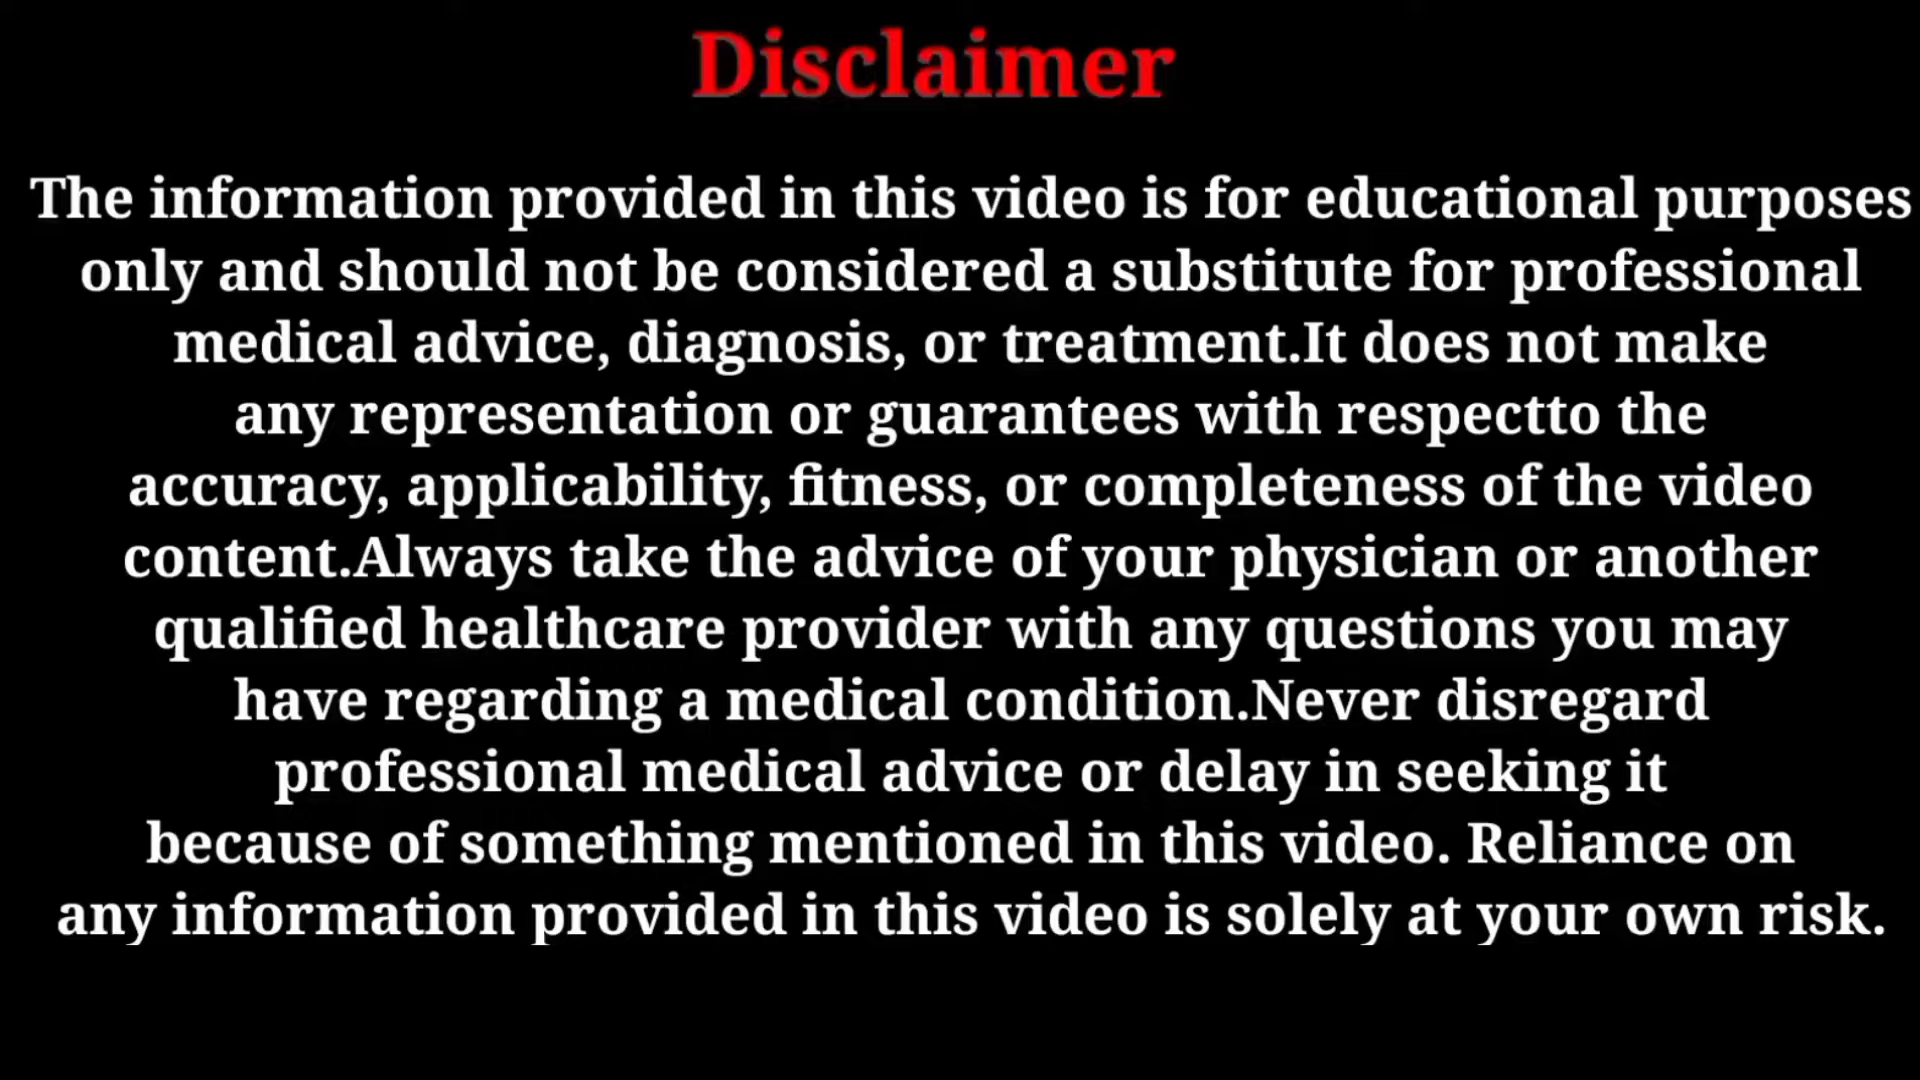 Disclaimer
The information provided in this video is for educational purposes
only and should not be considered a substitute for professional
medical advice, diagnosis, or treatment.It does not make
any representation or guarantees with respectto the
accuracy, applicability, fitness, or completeness of the video
content.Always take the advice of your physician or another
qualified healthcare provider with any questions you may
have regarding a medical condition.Never disregard
professional medical advice or delay in seeking it
because of something mentioned in this video. Reliance on
any information provided in this video is solely at your own risk.